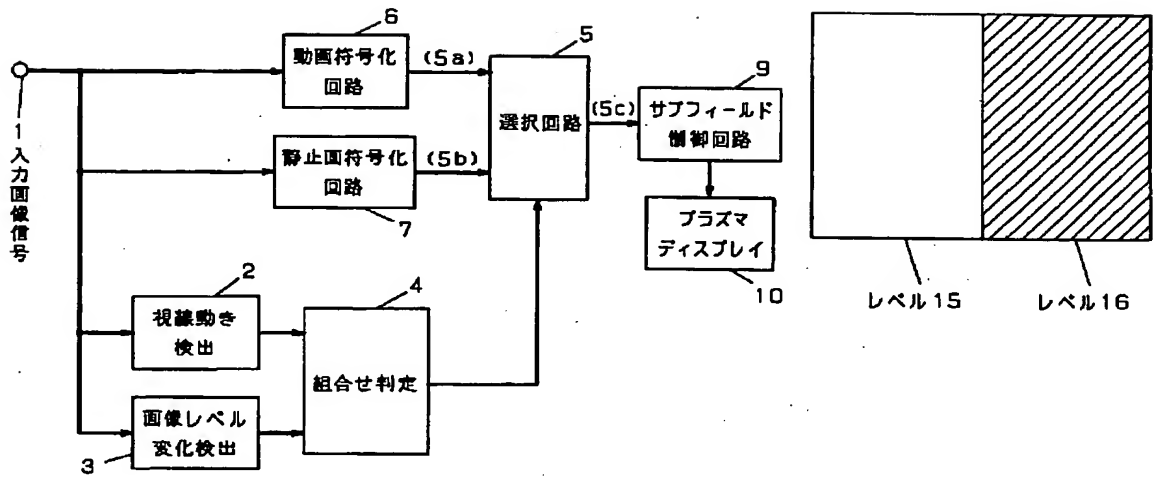 6
動画符号化
回路
(5a)
5
選択回路
(5c)
9
サブフィールド
制御回路
1
入力画像信号
静止画符号化
回路
(5b)
7
プラズマ
ディスプレイ
10
レベル15
レベル16
2
視線動き
検出
4
組合せ判定
画像レベル
変化検出
3